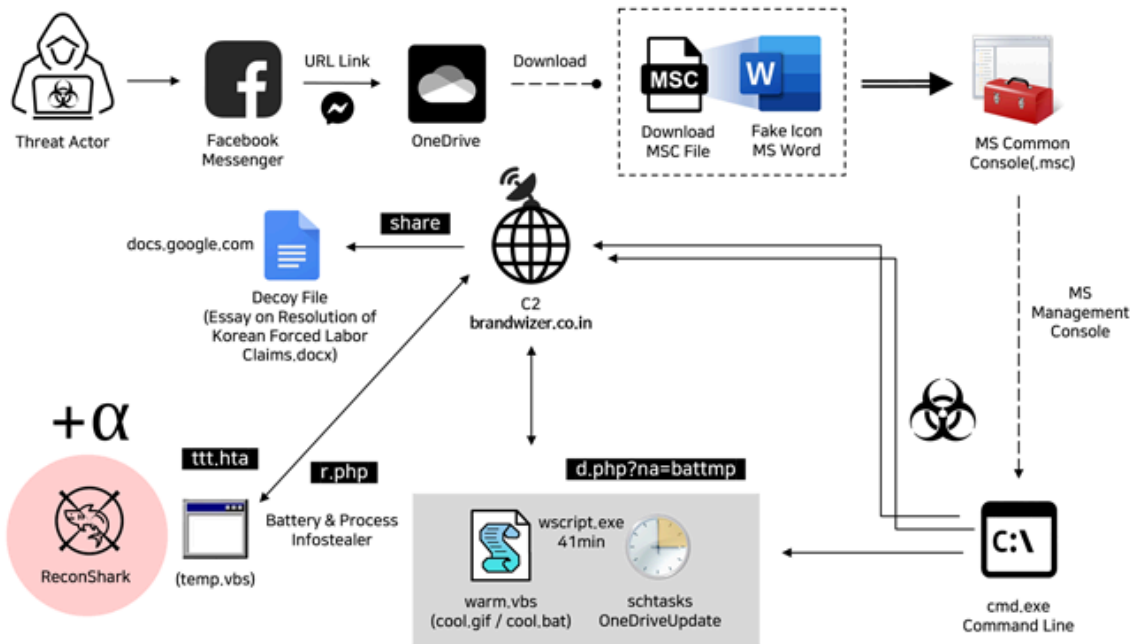 URL Link
Download
MSC
W
Threat Actor
Facebook
Messenger
OneDrive
Download
MSC File
Fake Icon
MS Word
MS Common
Console(.msc)
share
docs.google.com
Decoy File
(Essay on Resolution of
Korean Forced Labor
Claims.docx)
C2
brandwizer.co.in
MS
Management
Console
+α
ttt.hta
r.php
d.php?na=battmp
Battery & Process
Infostealer
wscript.exe
41min
C:\
ReconShark
(temp.vbs)
warm.vbs
(cool.gif / cool.bat)
schtasks
OneDriveUpdate
cmd.exe
Command Line